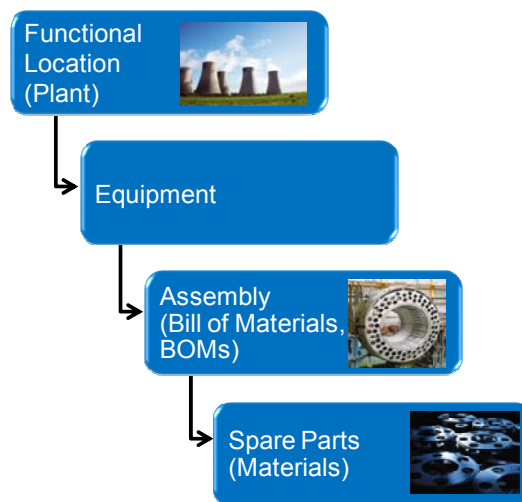 Functional
Location
(Plant)
Equipment
Assembly
(Bill of Materials,
BOMs)
Spare Parts
(Materials)